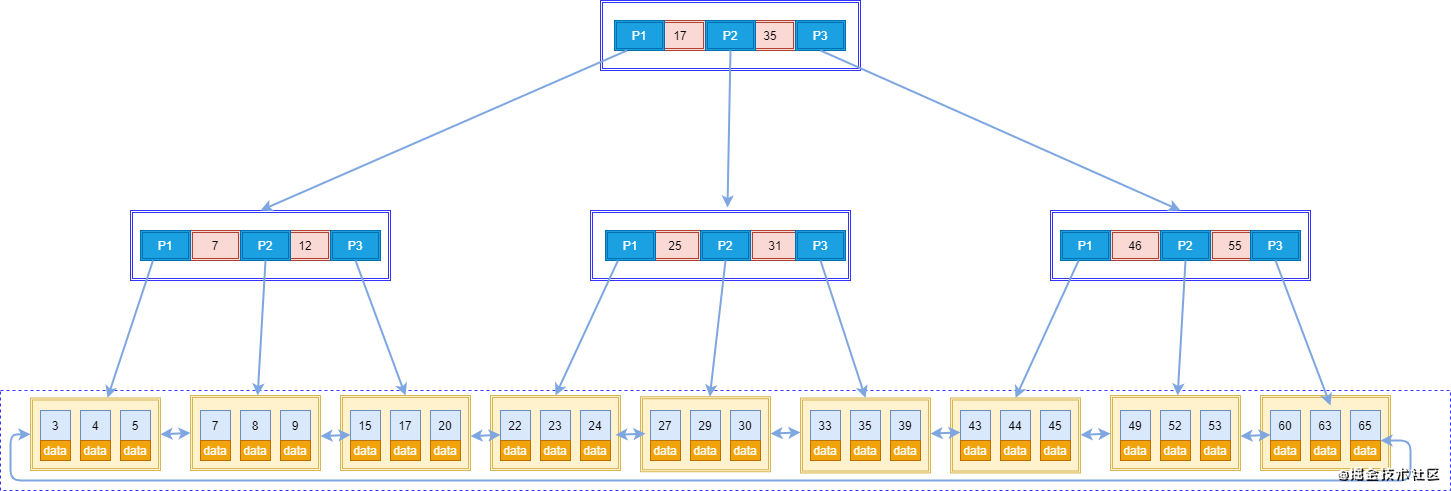 P1 17 P2 35 P3
P1 7 P2 12 P3
P1 25 P2 31 P3
P1 46 P2 55 P3
3 4 5
data data data
7 8 9
data data data
15 17 20
data data data
22 23 24
data data data
27 29 30
data data data
33 35 39
data data data
43 44 45
data data data
49 52 53
data data data
60 63 65
data data data
@掘金技术社区